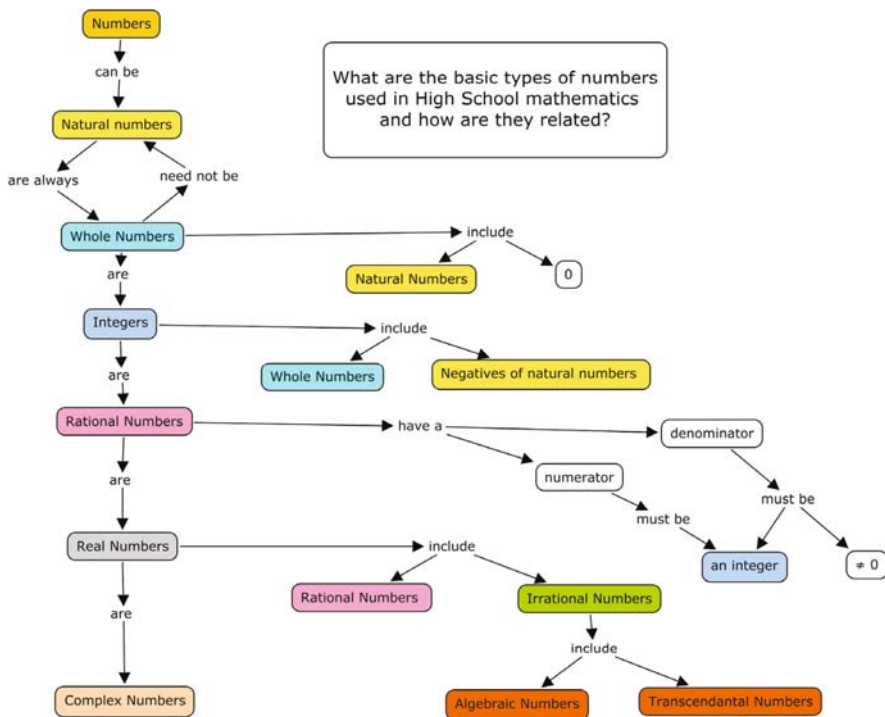 Numbers
can be
What are the basic types of numbers
used in High School mathematics
and how are they related?
Natural numbers
are always
need not be
Whole Numbers
include
Natural Numbers
0
are
Integers
include
Whole Numbers
Negatives of natural numbers
are
Rational Numbers
have a
denominator
numerator
must be
must be
an integer
≠ 0
are
Real Numbers
include
Rational Numbers
Irrational Numbers
include
Algebraic Numbers
Transcendantal Numbers
are
Complex Numbers